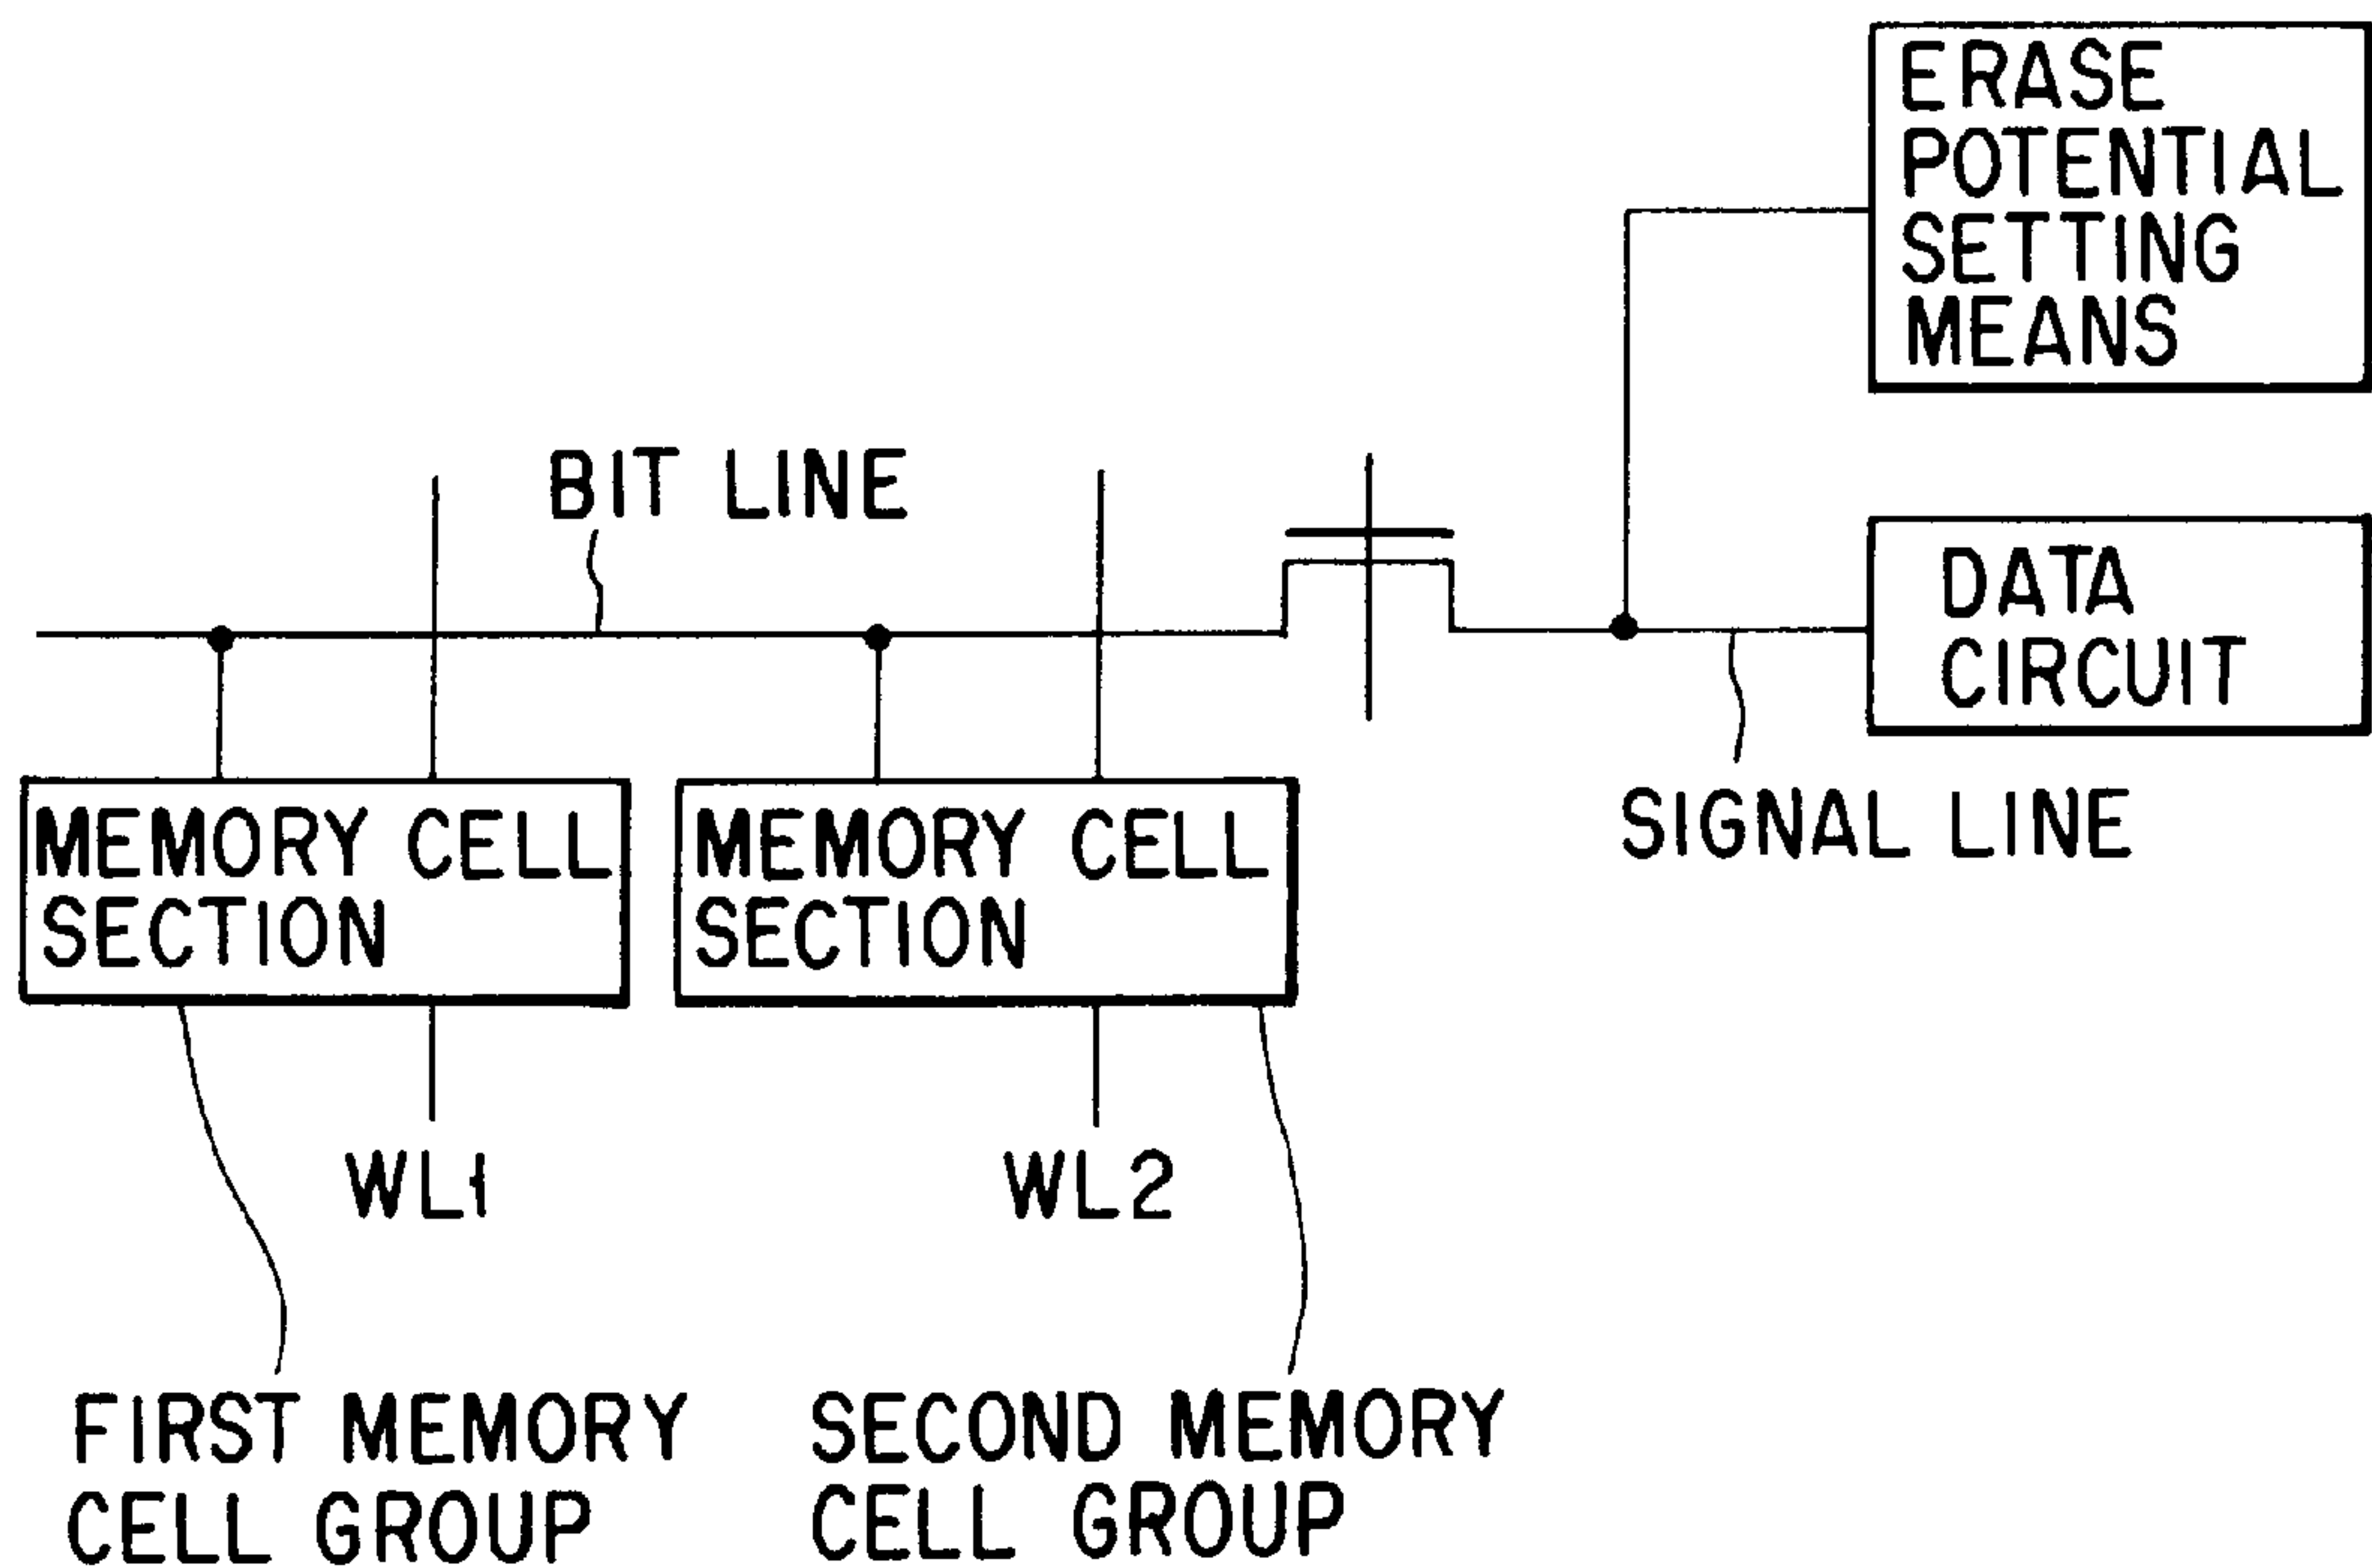 ERASE
POTENTIAL
SETTING
MEANS
BIT LINE
DATA
CIRCUIT
SIGNAL LINE
MEMORY CELL
SECTION
MEMORY CELL
SECTION
WL1
WL2
FIRST MEMORY
CELL GROUP
SECOND MEMORY
CELL GROUP